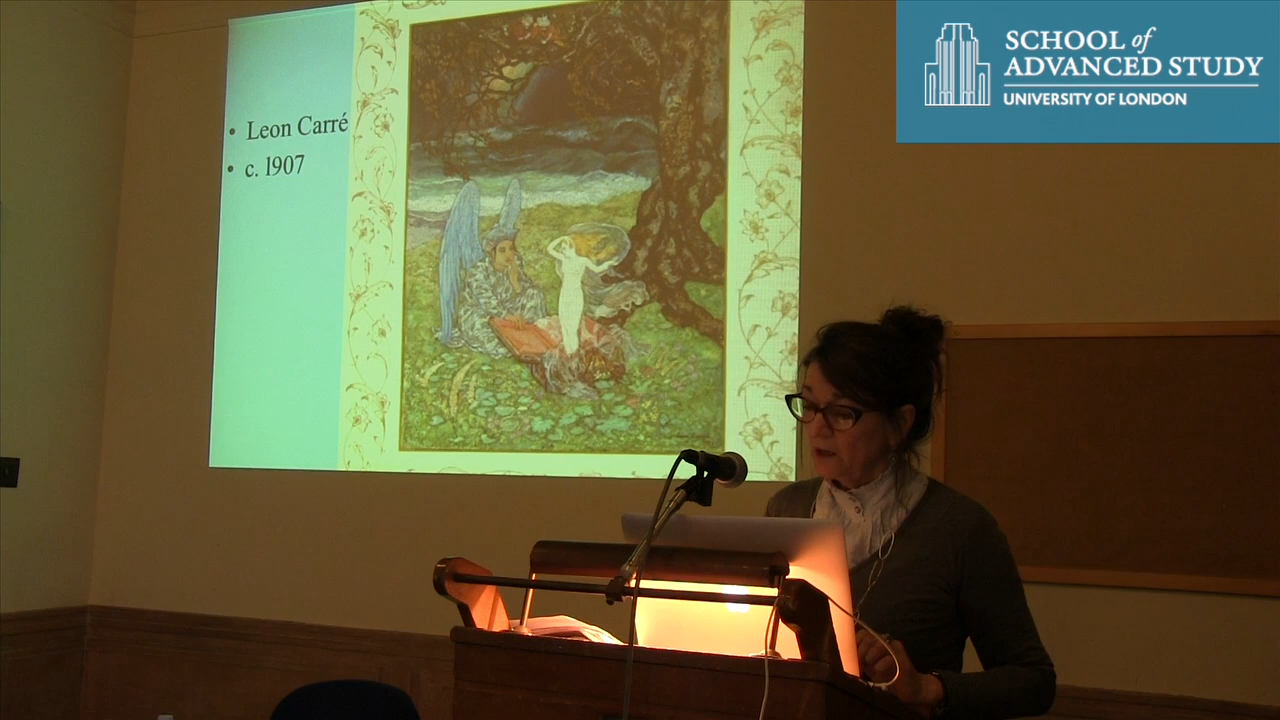 • Leon Carré
• c. 1907
SCHOOL of
ADVANCED STUDY
UNIVERSITY OF LONDON